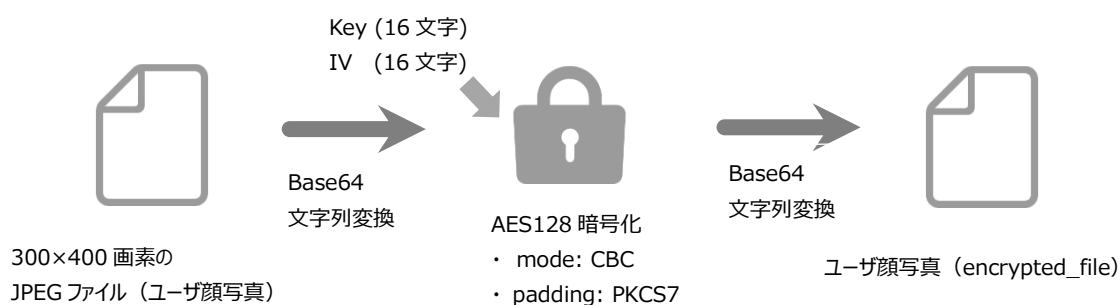 Key (16 文字)
IV (16 文字)
Base64
文字列変換
Base64
文字列変換
AES128 暗号化
・ mode: CBC
・ padding: PKCS7
300×400 画素の
JPEG ファイル（ユーザ顔写真）
ユーザ顔写真（encrypted_file）